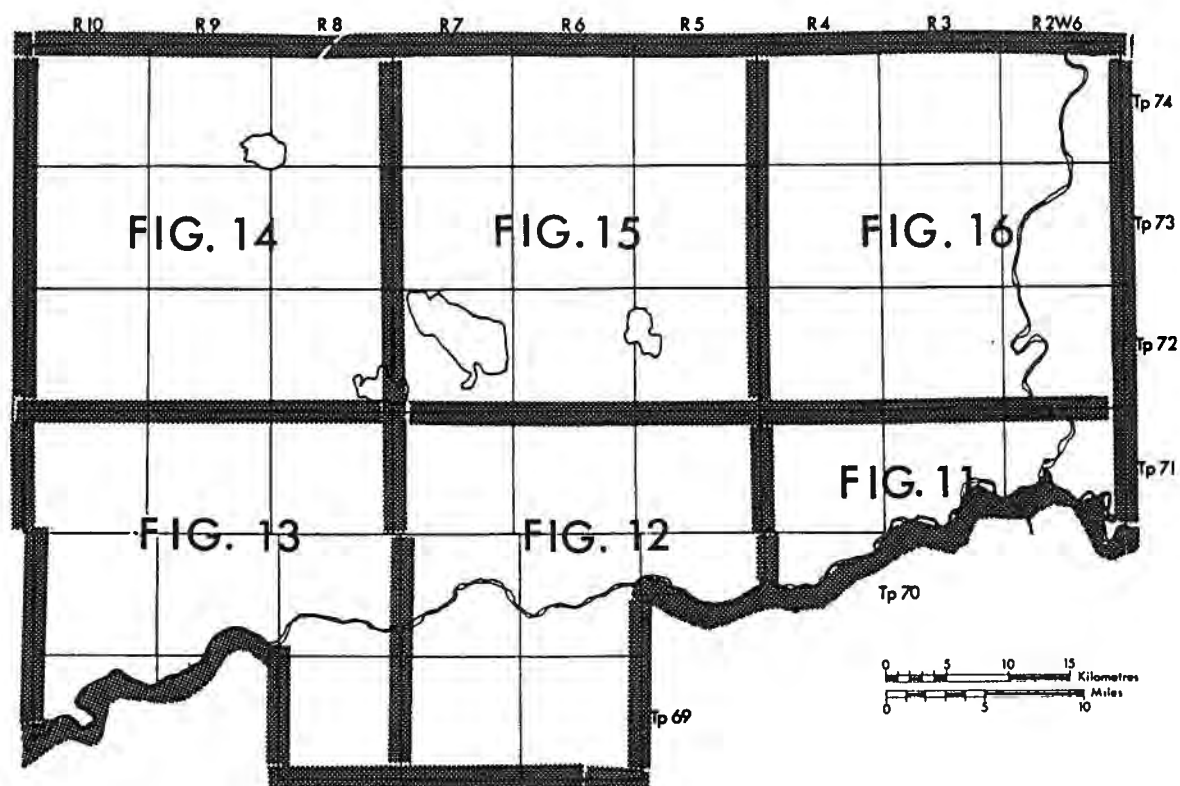 R10 R9 R8 R7 R6 R5 R4 R3 R2W6
Tp 74
FIG. 14 FIG. 15 FIG. 16 Tp 73
Tp 72
FIG. 11 Tp 71
FIG. 13 FIG. 12
Tp 70
0 5 10 15 Kilometres
0 5 10 Miles
Tp 69